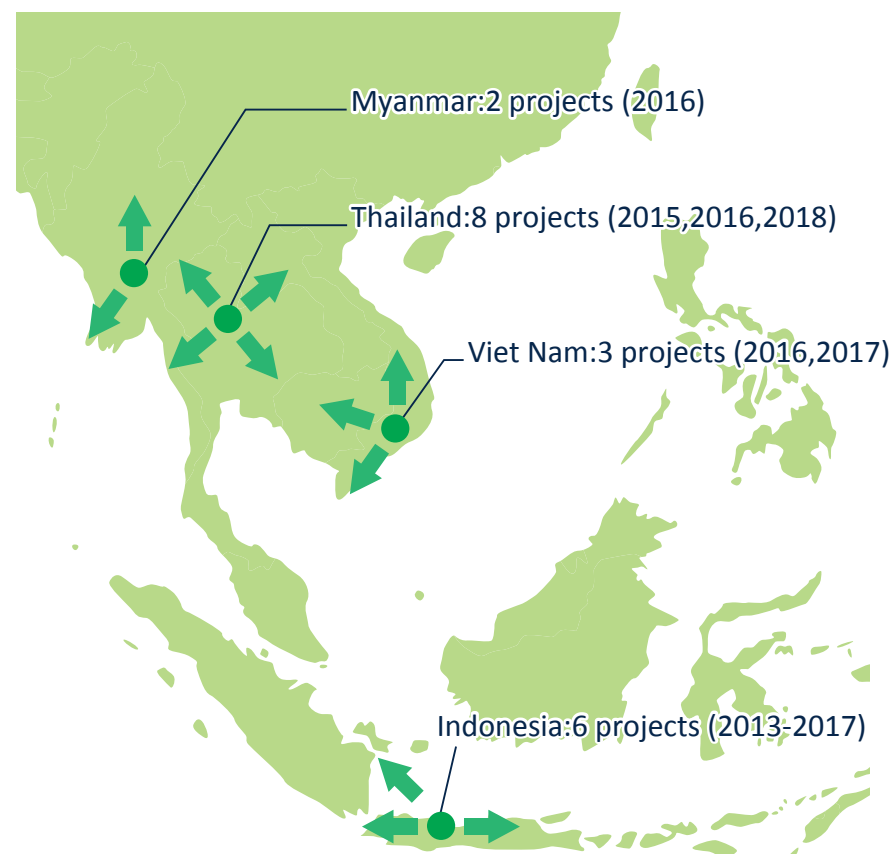 Myanmar:2 projects (2016)
Thailand:8 projects (2015,2016,2018)
Viet Nam:3 projects (2016,2017)
Indonesia:6 projects (2013-2017)